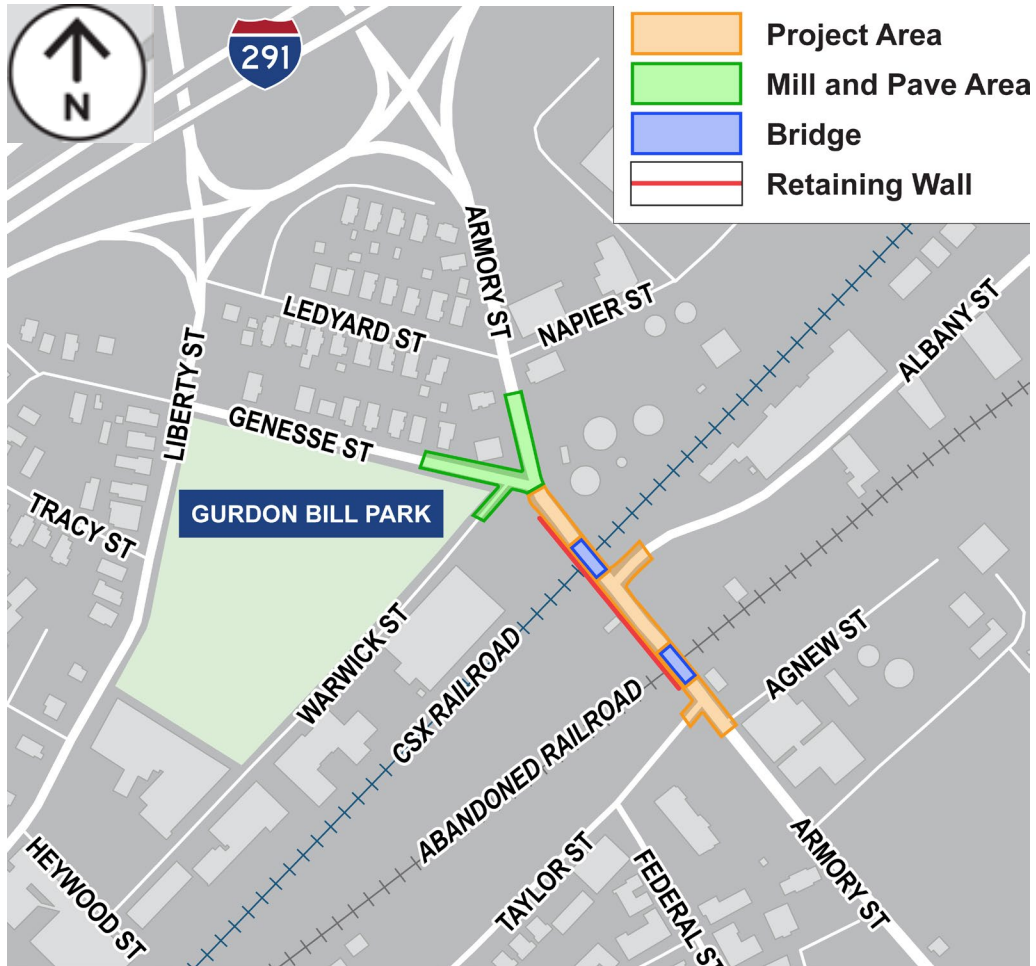 N
291
Project Area
Mill and Pave Area
Bridge
Retaining Wall
ARMORY ST
LEDYARD ST
NAPIER ST
ALBANY ST
LIBERTY ST
GENESSE ST
GURDON BILL PARK
TRACY ST
WARWICK ST
CSX RAILROAD
AGNEW ST
ABANDONED RAILROAD
HEYWOOD ST
TAYLOR ST
FEDERAL ST
ARMORY ST